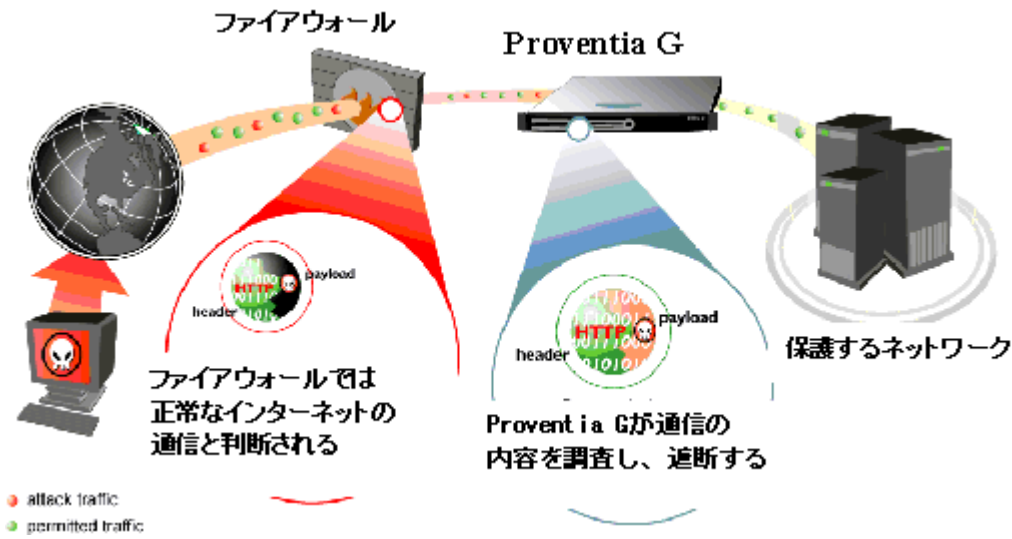 ファイアウォール
Proventia G
HTTP
payload
header
HTTP
payload
header
保護するネットワーク
ファイアウォールでは
正常なインターネットの
通信と判断される
Proventia Gが通信の
内容を調査し、遮断する
attack traffic
permitted traffic